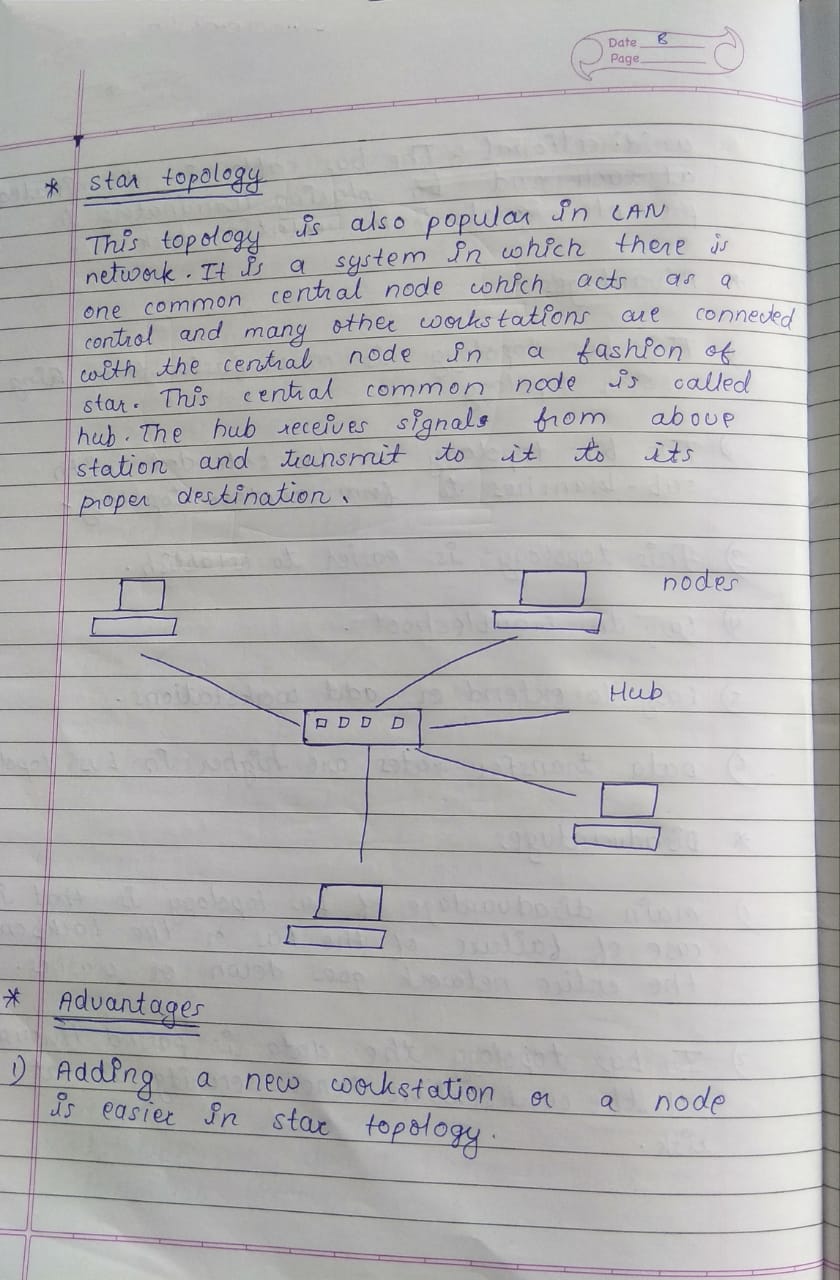 Date B
Page
* star topology
This topology is also popular in LAN
network. It is a system in which there is
one common central node which acts as a
control and many other workstations are conneved
with the central node in a fashion of
star. This central common node is called
hub. The hub receives signals from above
station and transmit to it to its
proper destination.
nodes
Hub
* Advantages
1) Adding a new workstation or a node
is easier in star topology.